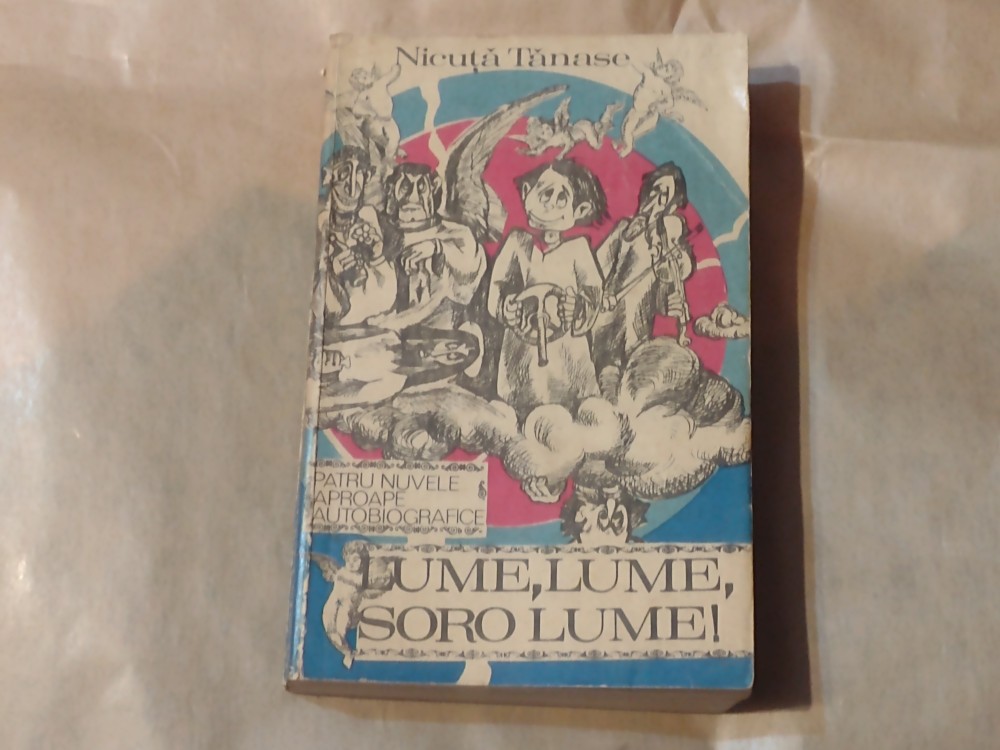 Nicuță Tănase
PATRU NUVELE
APROAPE
AUTOBIOGRAFICE
LUME, LUME,
SORO LUME!